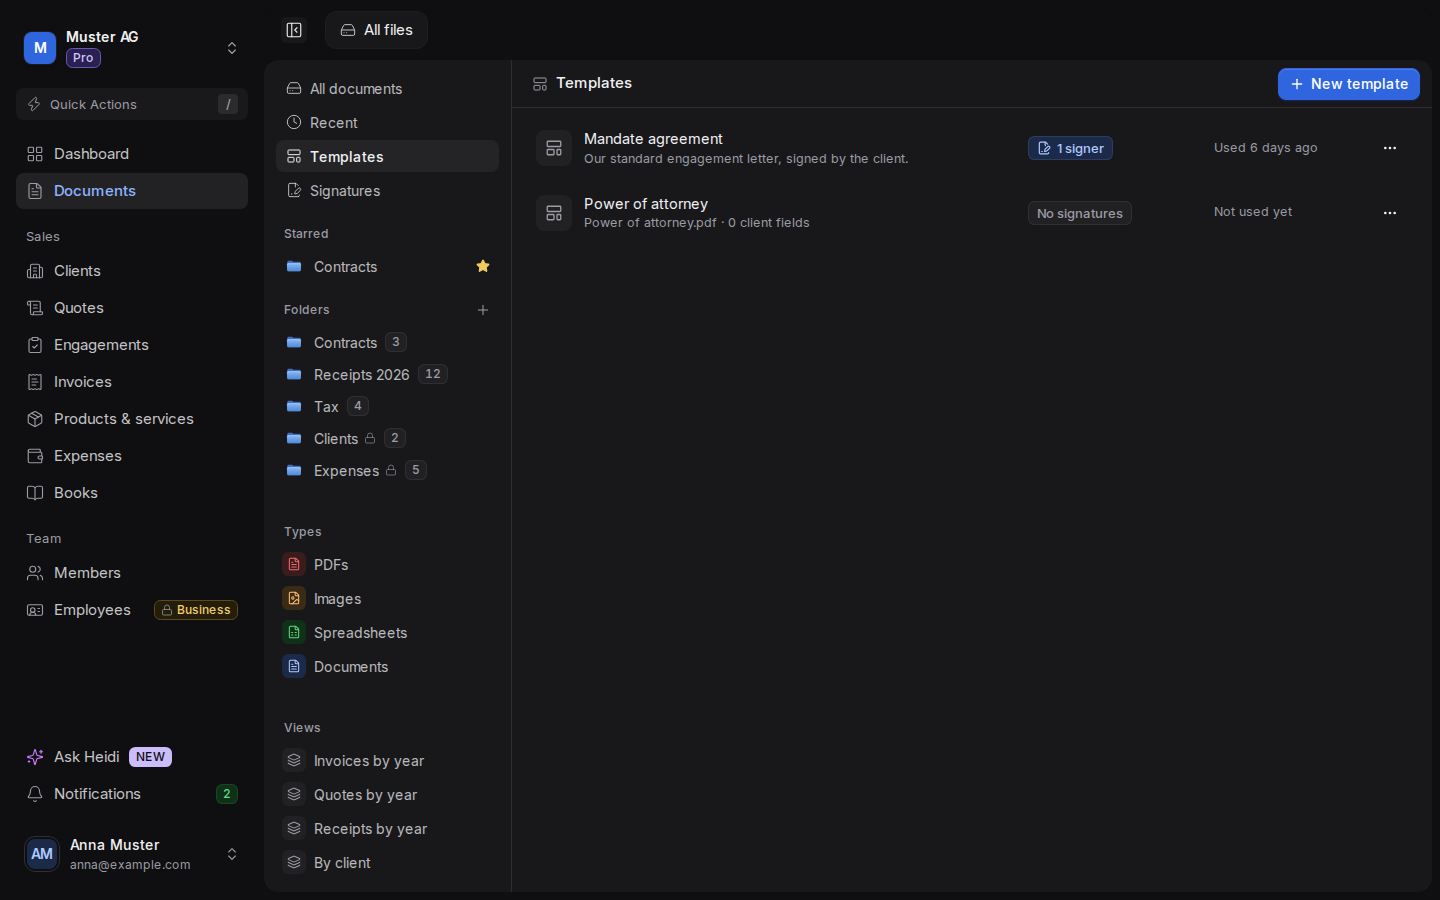 M
Muster AG
Pro
Quick Actions /
Dashboard
Documents
Sales
Clients
Quotes
Engagements
Invoices
Products & services
Expenses
Books
Team
Members
Employees Business
Ask Heidi NEW
Notifications 2
AM
Anna Muster
anna@example.com
All files
All documents
Recent
Templates
Signatures
Starred
Contracts
Folders
Contracts 3
Receipts 2026 12
Tax 4
Clients 2
Expenses 5
Types
PDFs
Images
Spreadsheets
Documents
Views
Invoices by year
Quotes by year
Receipts by year
By client
Templates
New template
Mandate agreement
Our standard engagement letter, signed by the client.
1 signer
Used 6 days ago
Power of attorney
Power of attorney.pdf · 0 client fields
No signatures
Not used yet